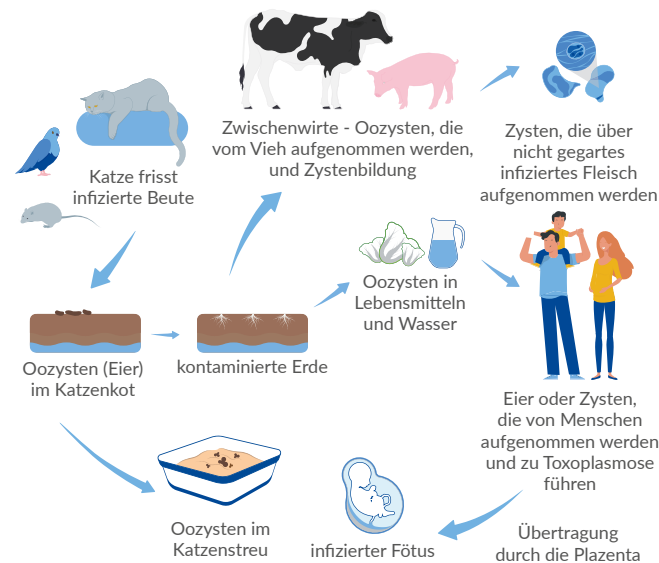 Zwischenwirte - Oozysten, die
vom Vieh aufgenommen werden,
und Zystenbildung
Zysten, die über
nicht gegartes
infiziertes Fleisch
aufgenommen werden
Katze frisst
infizierte Beute
Oozysten in
Lebensmitteln
und Wasser
Oozysten (Eier)
im Katzenkot
kontaminierte Erde
Eier oder Zysten,
die von Menschen
aufgenommen werden
und zu Toxoplasmose
führen
Oozysten im
Katzenstreu
infizierter Fötus
Übertragung
durch die Plazenta